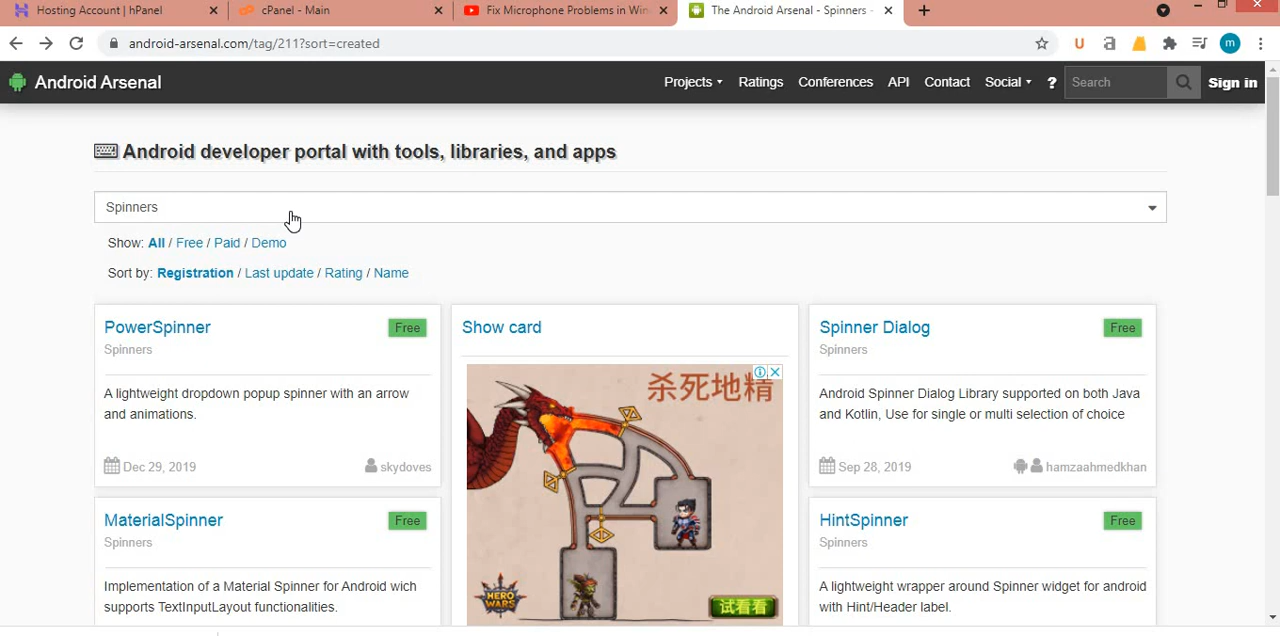 Hosting Account | hPanel
cPanel - Main
Fix Microphone Problems in Win
The Android Arsenal - Spinners -
android-arsenal.com/tag/211?sort=created
U
a
m
Android Arsenal
Projects
Ratings
Conferences
API
Contact
Social
?
Search
Sign in
Android developer portal with tools, libraries, and apps
Spinners
Show: All / Free / Paid / Demo
Sort by: Registration / Last update / Rating / Name
PowerSpinner
Free
Spinners
A lightweight dropdown popup spinner with an arrow
and animations.
Dec 29, 2019
skydoves
Show card
杀死地精
HERO
WARS
试看看
Spinner Dialog
Free
Spinners
Android Spinner Dialog Library supported on both Java
and Kotlin, Use for single or multi selection of choice
Sep 28, 2019
hamzaahmedkhan
MaterialSpinner
Free
Spinners
Implementation of a Material Spinner for Android wich
supports TextInputLayout functionalities.
HintSpinner
Free
Spinners
A lightweight wrapper around Spinner widget for android
with Hint/Header label.